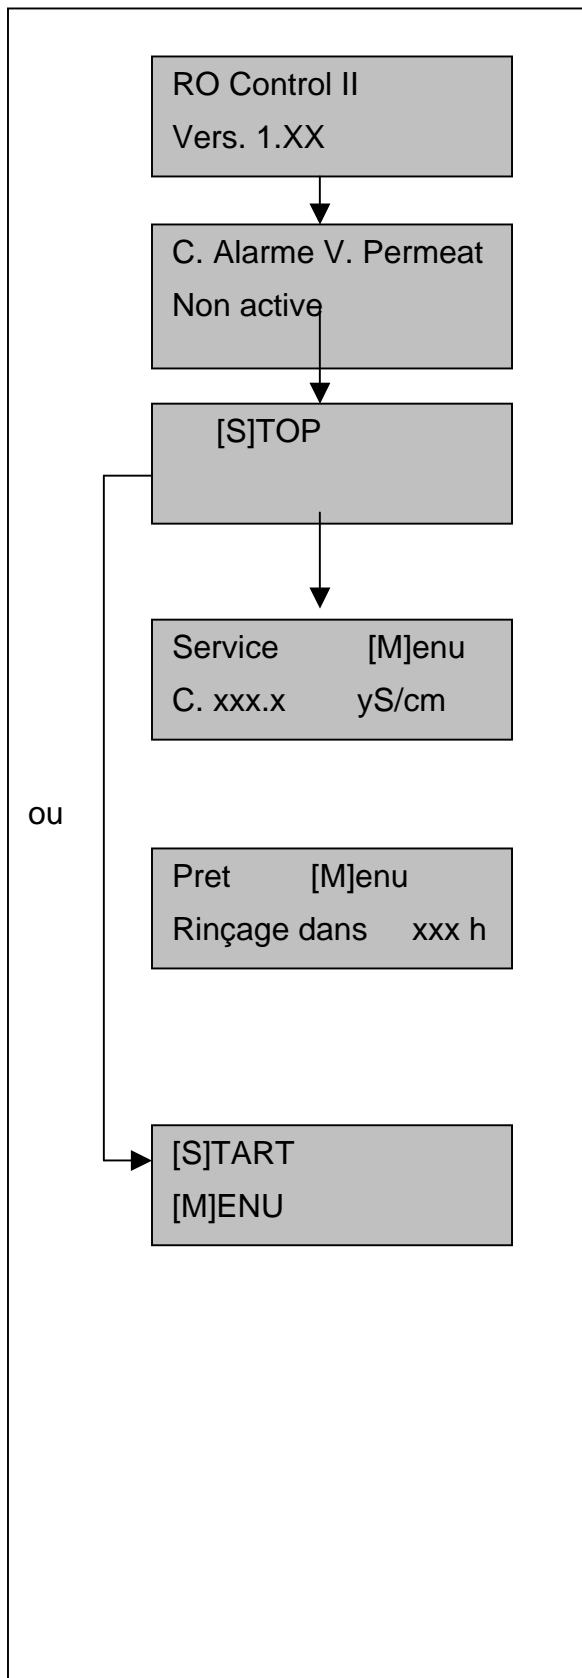 RO Control II
Vers. 1.XX
C. Alarme V. Permeat
Non active
[S]TOP
Service [M]enu
C. xxx.x yS/cm
ou
Pret [M]enu
Rinçage dans xxx h
[S]TART
[M]ENU